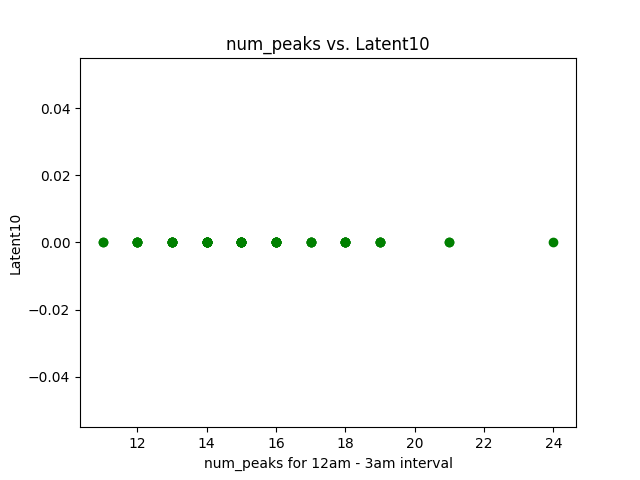 num_peaks vs. Latent10
0.04
0.02
0.00
−0.02
−0.04
Latent10
12 14 16 18 20 22 24
num_peaks for 12am - 3am interval